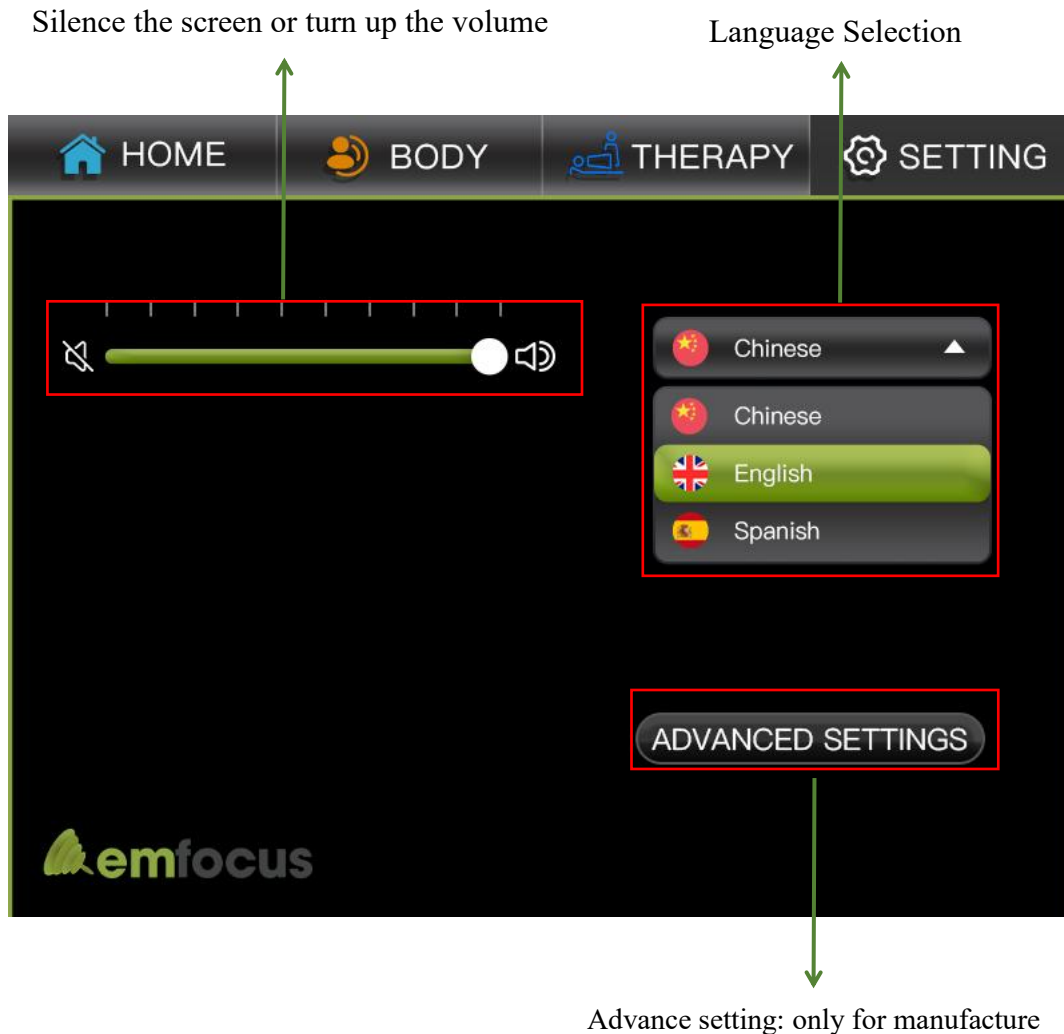 Silence the screen or turn up the volume
Language Selection
HOME BODY THERAPY SETTING
Chinese
Chinese
English
Spanish
ADVANCED SETTINGS
emfocus
Advance setting: only for manufacture